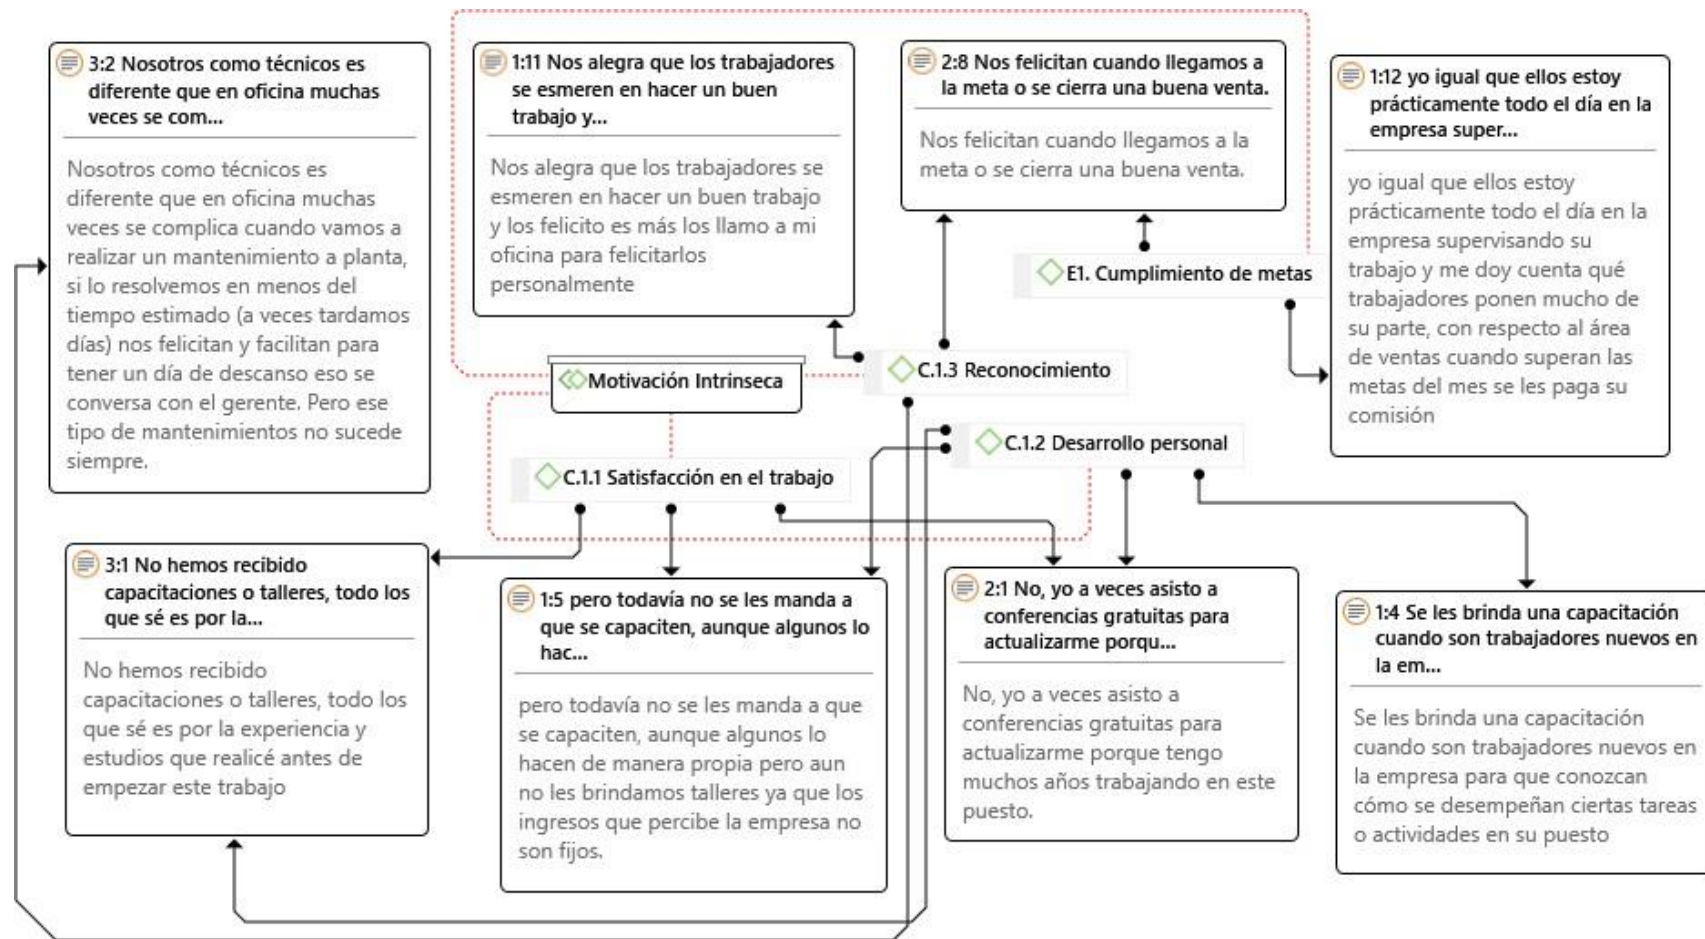 3:2 Nosotros como técnicos es
diferente que en oficina muchas
veces se com...
Nosotros como técnicos es
diferente que en oficina muchas
veces se complica cuando vamos a
realizar un mantenimiento a planta,
si lo resolvemos en menos del
tiempo estimado (a veces tardamos
días) nos felicitan y facilitan para
tener un día de descanso eso se
conversa con el gerente. Pero ese
tipo de mantenimientos no sucede
siempre.
1:11 Nos alegra que los trabajadores
se esmeren en hacer un buen
trabajo y...
Nos alegra que los trabajadores se
esmeren en hacer un buen trabajo
y los felicito es más los llamo a mi
oficina para felicitarlos
personalmente
2:8 Nos felicitan cuando llegamos a
la meta o se cierra una buena venta.
Nos felicitan cuando llegamos a la
meta o se cierra una buena venta.
1:12 yo igual que ellos estoy
prácticamente todo el día en la
empresa super...
yo igual que ellos estoy
prácticamente todo el día en la
empresa supervisando su
trabajo y me doy cuenta qué
trabajadores ponen mucho de
su parte, con respecto al área
de ventas cuando superan las
metas del mes se les paga su
comisión
E1. Cumplimiento de metas
C.1.3 Reconocimiento
Motivación Intrinseca
C.1.2 Desarrollo personal
C.1.1 Satisfacción en el trabajo
3:1 No hemos recibido
capacitaciones o talleres, todo los
que sé es por la...
No hemos recibido
capacitaciones o talleres, todo los
que sé es por la experiencia y
estudios que realicé antes de
empezar este trabajo
1:5 pero todavía no se les manda a
que se capaciten, aunque algunos lo
hac...
pero todavía no se les manda a que
se capaciten, aunque algunos lo
hacen de manera propia pero aun
no les brindamos talleres ya que los
ingresos que percibe la empresa no
son fijos.
2:1 No, yo a veces asisto a
conferencias gratuitas para
actualizarme porqu...
No, yo a veces asisto a
conferencias gratuitas para
actualizarme porque tengo
muchos años trabajando en este
puesto.
1:4 Se les brinda una capacitación
cuando son trabajadores nuevos en
la em...
Se les brinda una capacitación
cuando son trabajadores nuevos en
la empresa para que conozcan
cómo se desempeñan ciertas tareas
o actividades en su puesto